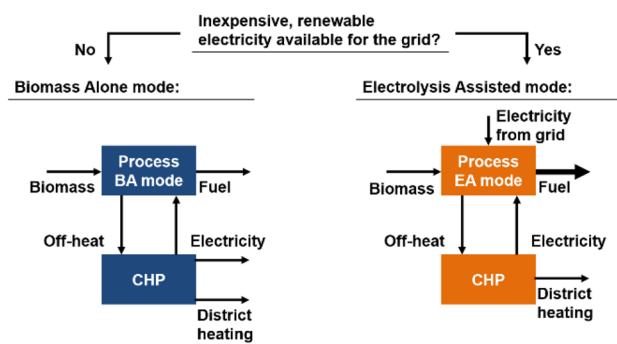 Inexpensive, renewable
electricity available for the grid?
No
Yes
Biomass Alone mode:
Electrolysis Assisted mode:
Electricity
from grid
Process
BA mode
Biomass
Fuel
Off-heat
Electricity
CHP
District
heating
Process
EA mode
Biomass
Fuel
Off-heat
Electricity
CHP
District
heating